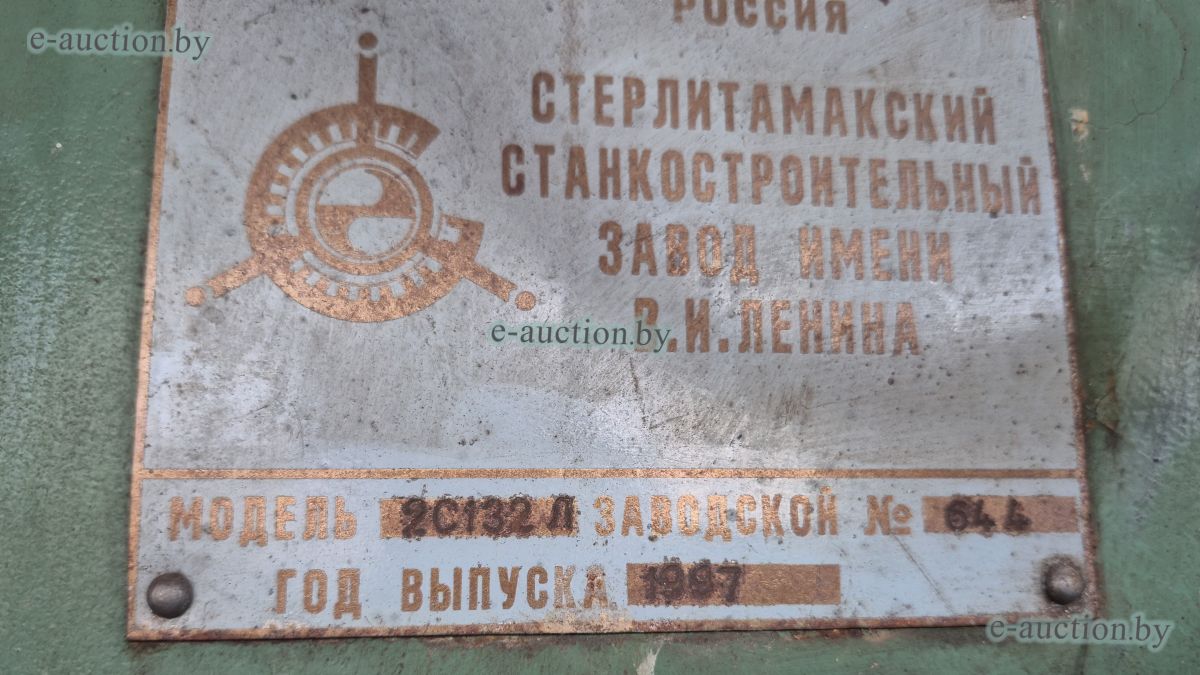 e-auction.by
РОССИЯ
СТЕРЛИТАМАКСКИЙ
СТАНКОСТРОИТЕЛЬНЫЙ
ЗАВОД ИМЕНИ
В.И.ЛЕНИНА
e-auction.by
МОДЕЛЬ 2С132Л ЗАВОДСКОЙ № 644
ГОД ВЫПУСКА 1997
e-auction.by